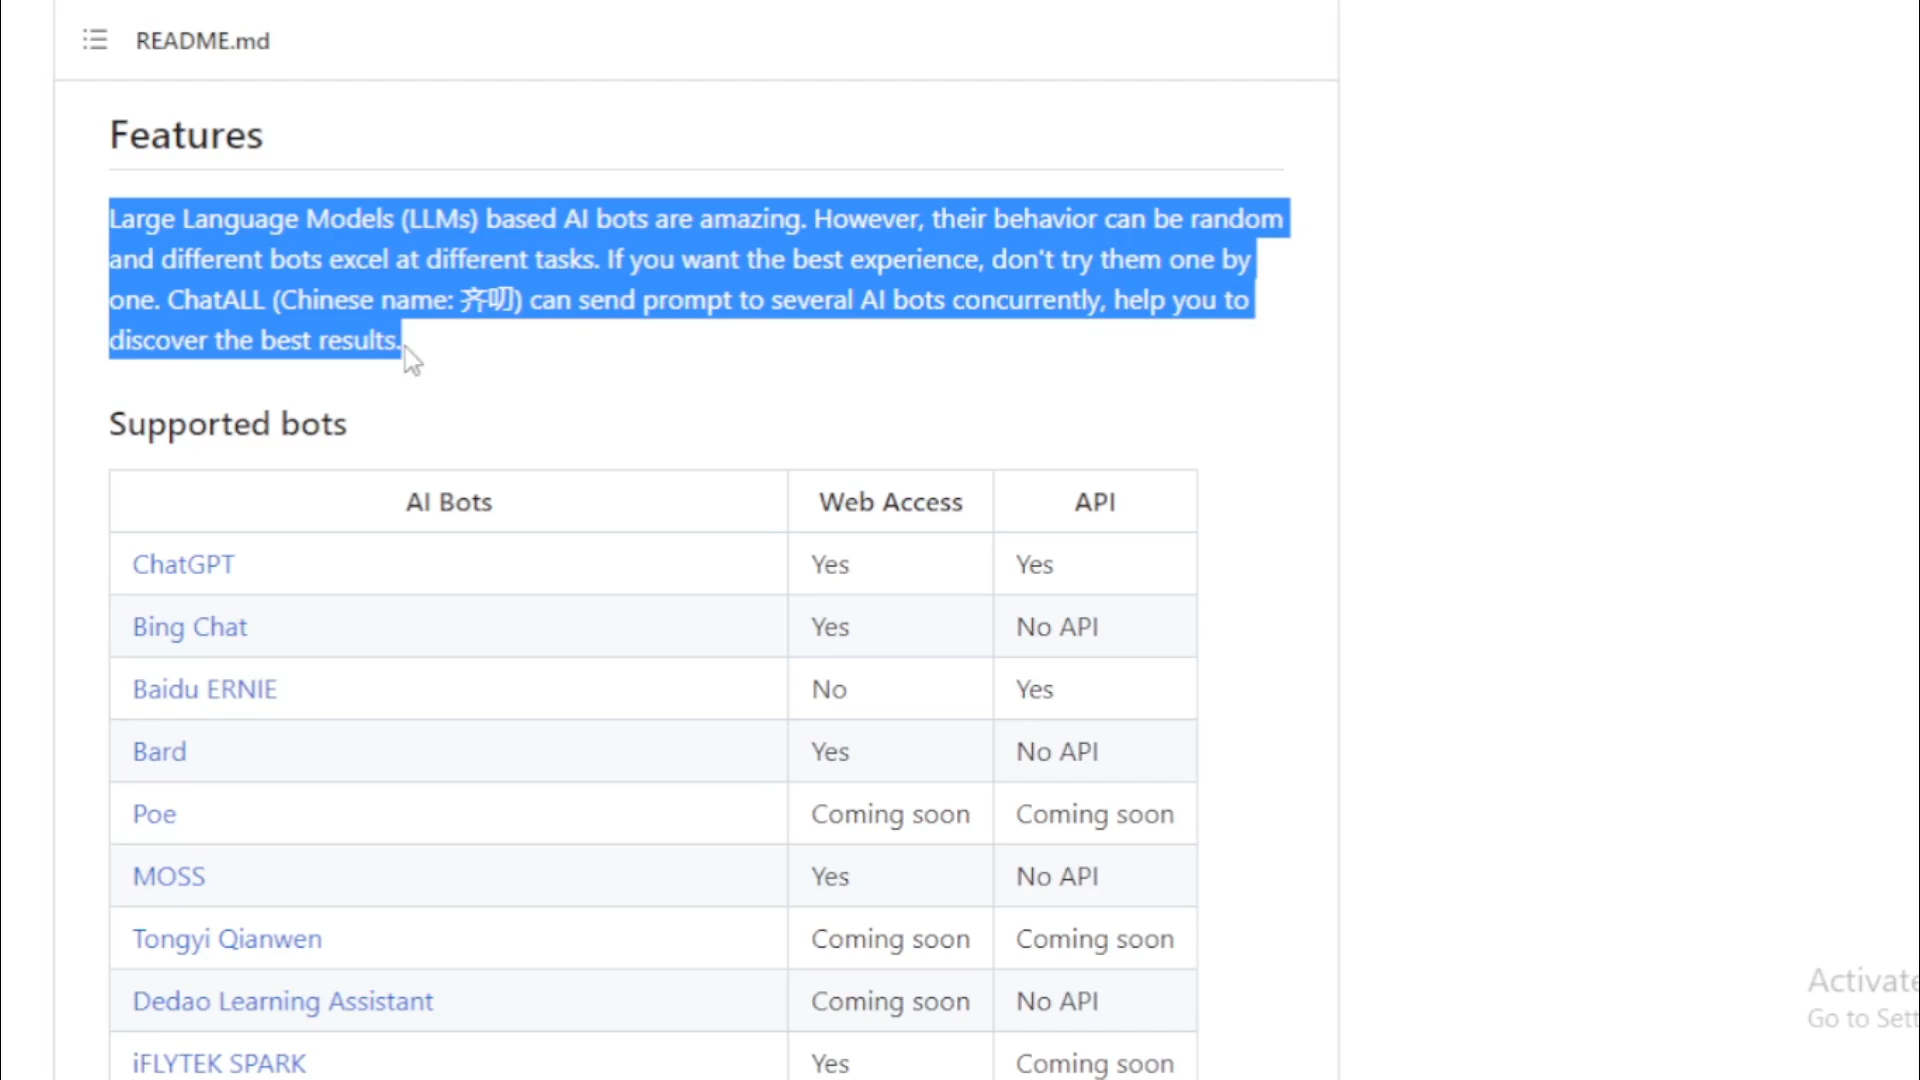 README.md
Features
Large Language Models (LLMs) based AI bots are amazing. However, their behavior can be random
and different bots excel at different tasks. If you want the best experience, don't try them one by
one. ChatALL (Chinese name: 齐叨) can send prompt to several AI bots concurrently, help you to
discover the best results.
Supported bots
AI Bots Web Access API
ChatGPT Yes Yes
Bing Chat Yes No API
Baidu ERNIE No Yes
Bard Yes No API
Poe Coming soon Coming soon
MOSS Yes No API
Tongyi Qianwen Coming soon Coming soon
Dedao Learning Assistant Coming soon No API
iFLYTEK SPARK Yes Coming soon
Activate
Go to Sett